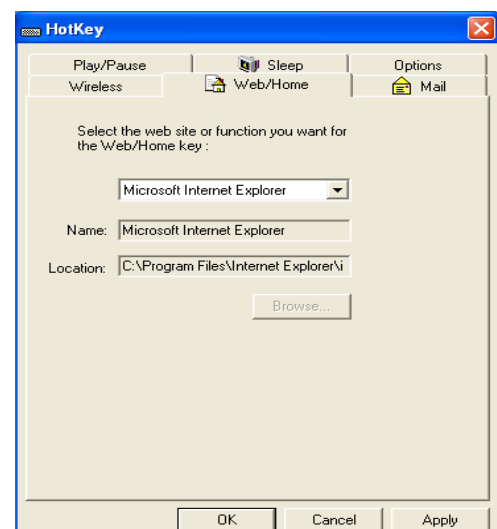 HotKey
Play/Pause Sleep Options
Wireless Web/Home Mail
Select the web site or function you want for
the Web/Home key :
Microsoft Internet Explorer
Name: Microsoft Internet Explorer
Location: C:\Program Files\Internet Explorer\i
Browse...
OK Cancel Apply